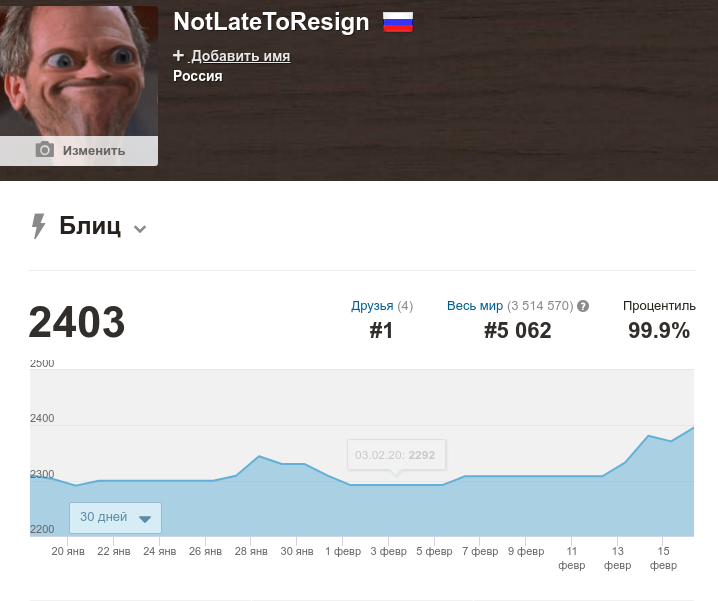 NotLateToResign
+ Добавить имя
Россия
Изменить
Блиц
2403
Друзья (4)
#1
Весь мир (3 514 570) ?
#5 062
Процентиль
99.9%
2500
2400
2300
2200
03.02.20: 2292
30 дней
20 янв 22 янв 24 янв 26 янв 28 янв 30 янв 1 февр 3 февр 5 февр 7 февр 9 февр 11 февр 13 февр 15 февр